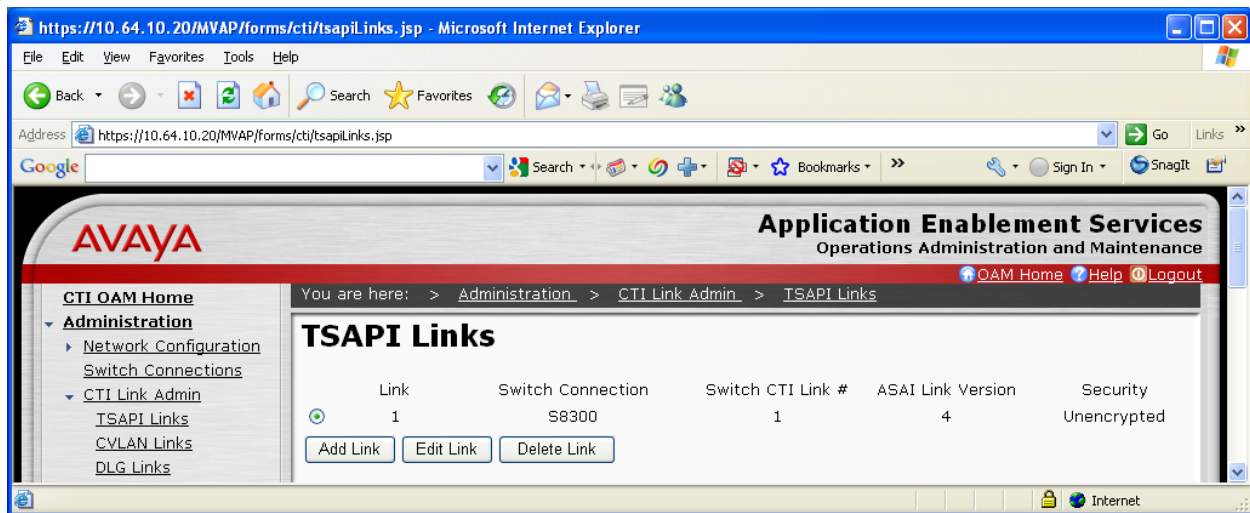 https://10.64.10.20/MVAP/forms/cti/tsapiLinks.jsp - Microsoft Internet Explorer
File Edit View Favorites Tools Help
Back Search Favorites
Address https://10.64.10.20/MVAP/forms/cti/tsapiLinks.jsp Go Links »
Google Search Bookmarks » Sign In SnagIt
AVAYA
Application Enablement Services
Operations Administration and Maintenance
OAM Home Help Logout
CTI OAM Home
You are here: > Administration > CTI Link Admin > TSAPI Links
Administration
Network Configuration
Switch Connections
CTI Link Admin
TSAPI Links
CVLAN Links
DLG Links
TSAPI Links
Link Switch Connection Switch CTI Link # ASAI Link Version Security
1 S8300 1 4 Unencrypted
Add Link Edit Link Delete Link
Internet